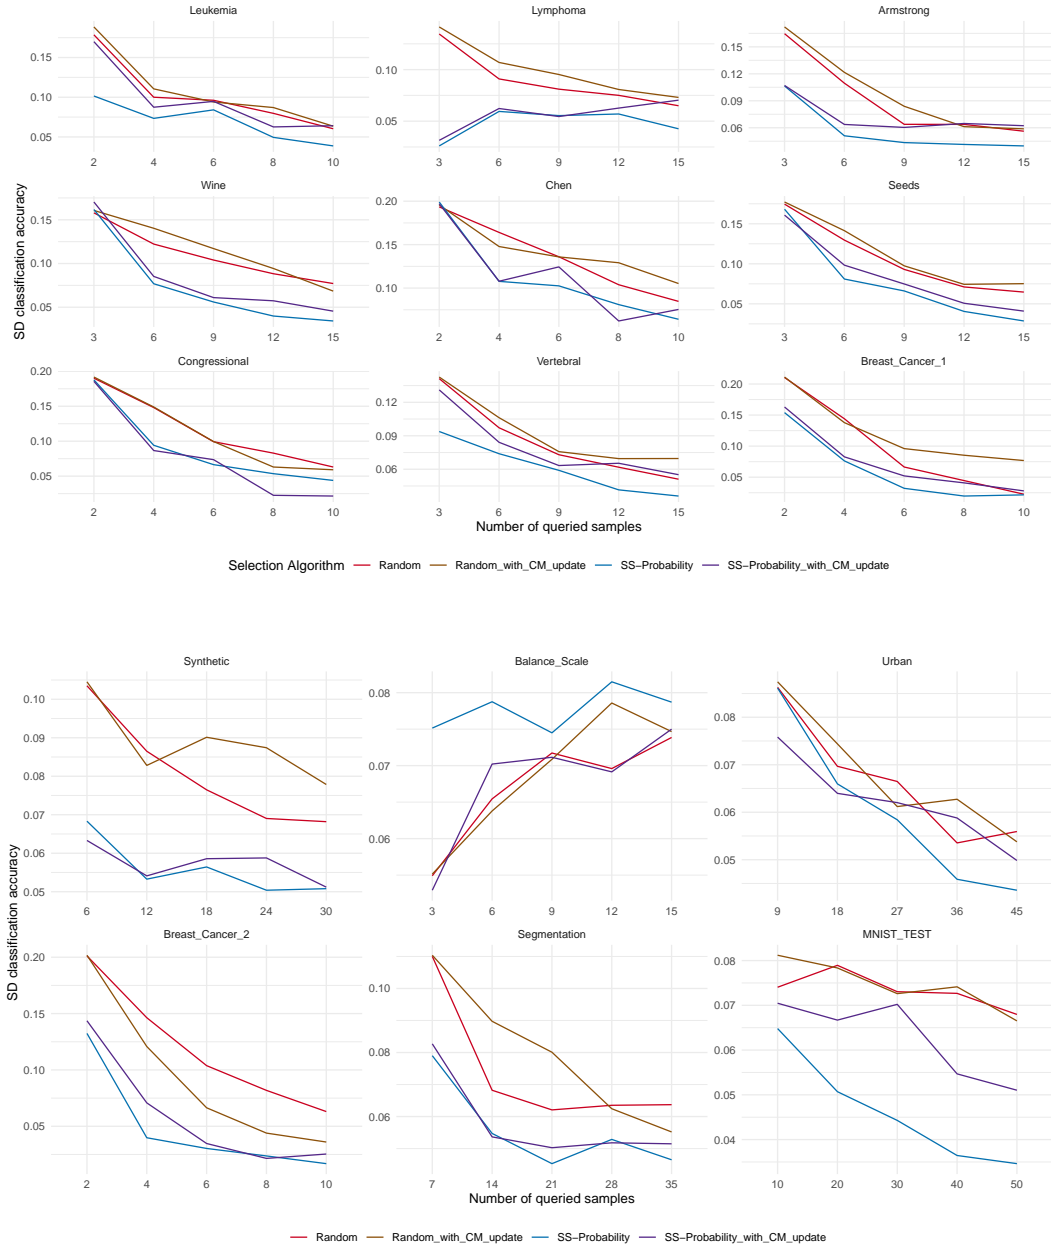 Leukemia
Lymphoma
Armstrong
0.15
0.10
0.05
0.10
0.05
0.15
0.12
0.09
0.06
2 4 6 8 10
3 6 9 12 15
3 6 9 12 15
SD classification accuracy
Wine
Chen
Seeds
0.15
0.10
0.05
0.20
0.15
0.10
0.15
0.10
0.05
3 6 9 12 15
2 4 6 8 10
3 6 9 12 15
Congressional
Vertebral
Breast_Cancer_1
0.20
0.15
0.10
0.05
0.12
0.09
0.06
0.20
0.15
0.10
0.05
2 4 6 8 10
3 6 9 12 15
2 4 6 8 10
Number of queried samples
Selection Algorithm Random Random_with_CM_update SS−Probability SS−Probability_with_CM_update
Synthetic
Balance_Scale
Urban
0.10
0.09
0.08
0.07
0.06
0.05
0.08
0.07
0.06
0.08
0.07
0.06
0.05
6 12 18 24 30
3 6 9 12 15
9 18 27 36 45
SD classification accuracy
Breast_Cancer_2
Segmentation
MNIST_TEST
0.20
0.15
0.10
0.05
0.10
0.08
0.06
0.08
0.07
0.06
0.05
0.04
2 4 6 8 10
7 14 21 28 35
10 20 30 40 50
Number of queried samples
Random Random_with_CM_update SS−Probability SS−Probability_with_CM_update